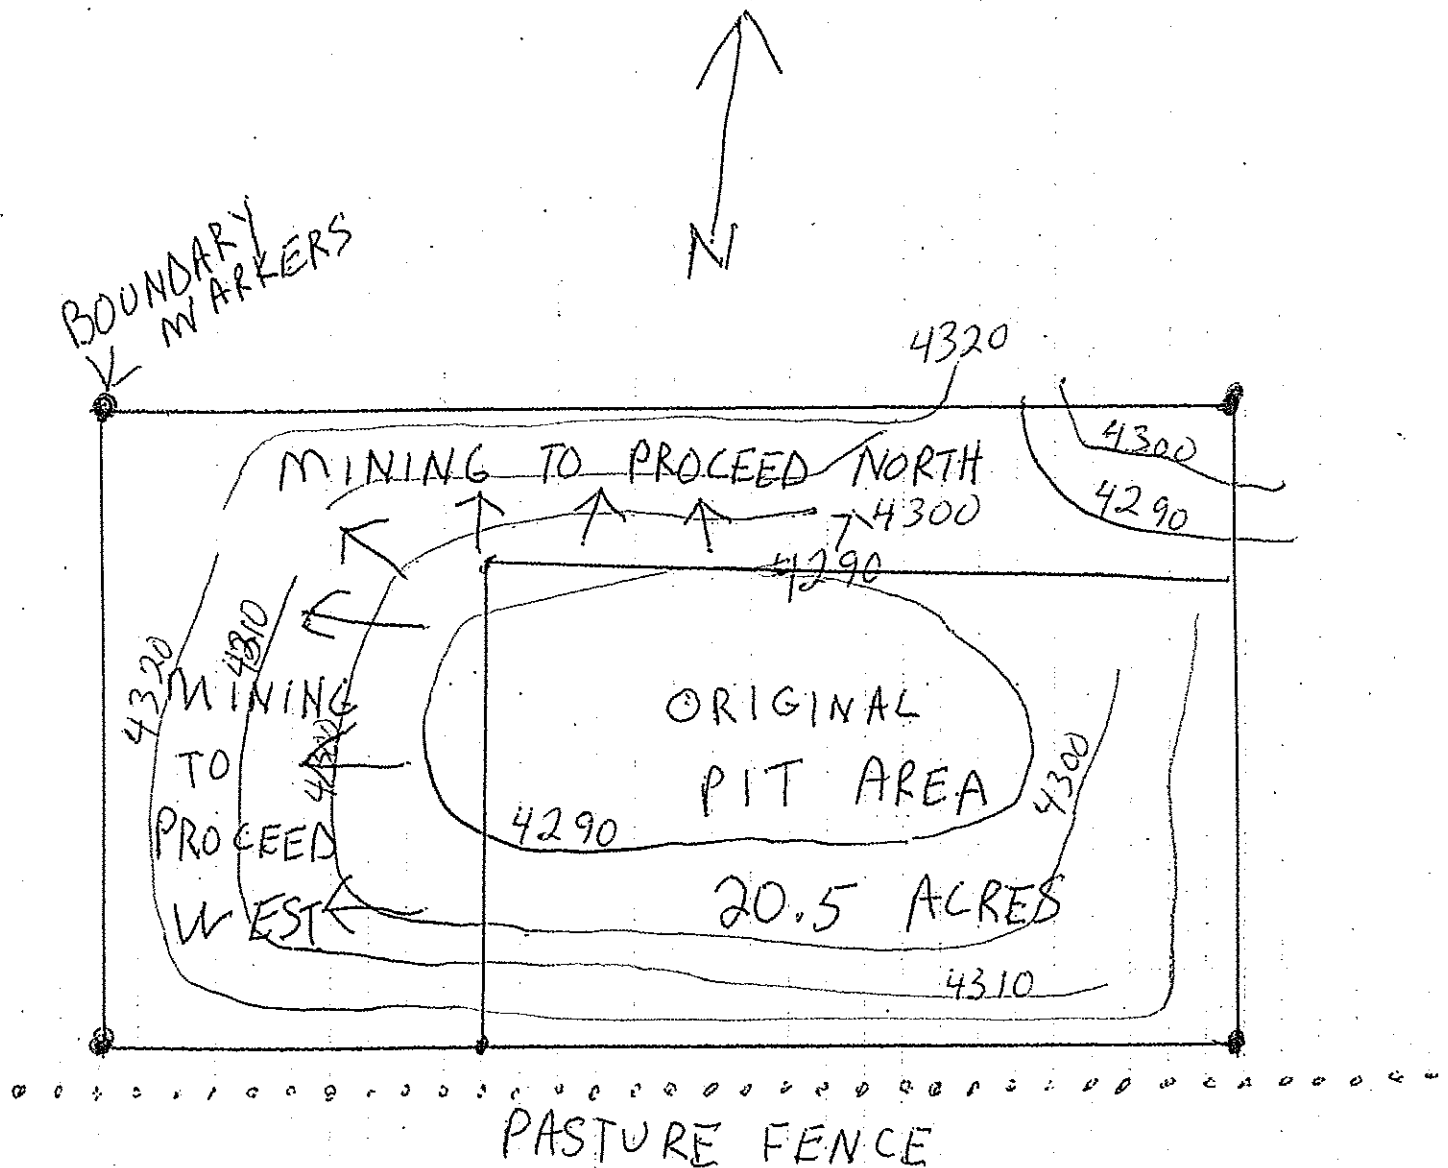 N
BOUNDARY
MARKERS
4320
4300
4290
MINING TO PROCEED NORTH
4300
4290
4310
4320
MINING
TO
PROCEED
WEST
4300
ORIGINAL
PIT AREA
4300
4290
20.5 ACRES
4310
PASTURE FENCE